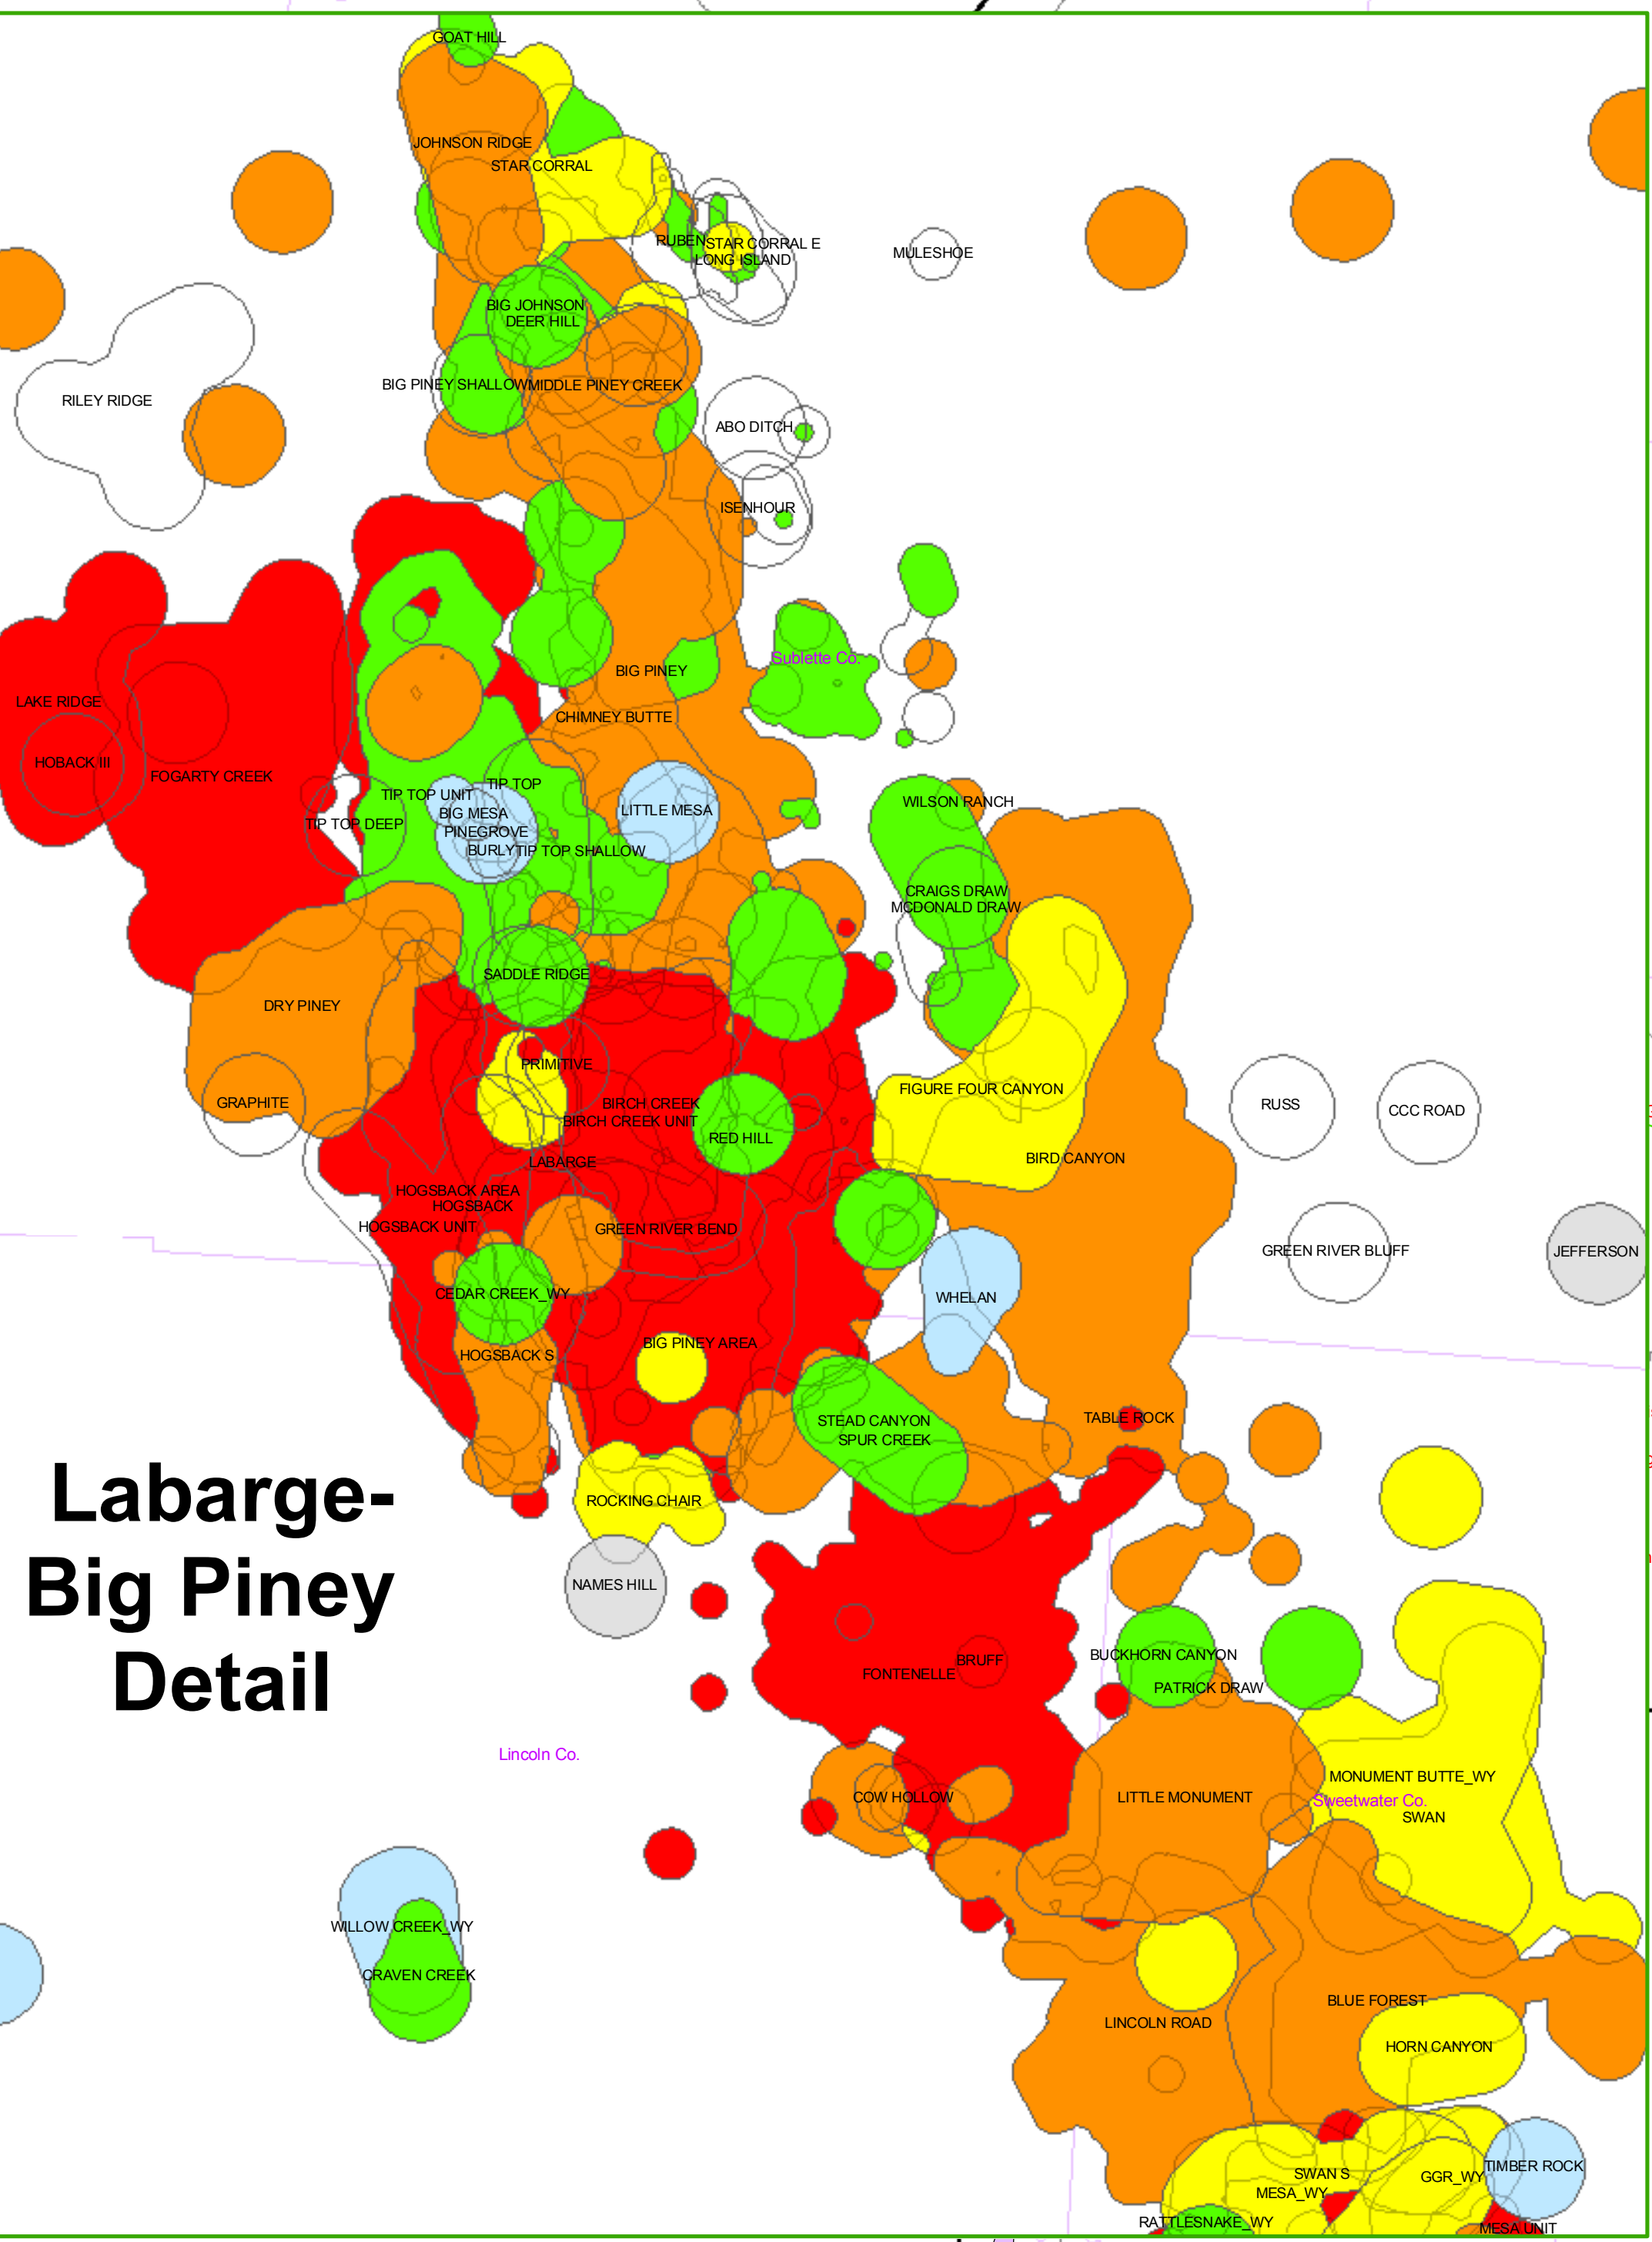 GOAT HILL
JOHNSON RIDGE
STAR CORRAL
RUBEN
STAR CORRAL E
LONG ISLAND
MULESHOE
BIG JOHNSON
DEER HILL
BIG PINEY SHALLOW
MIDDLE PINEY CREEK
RILEY RIDGE
ABO DITCH
ISENHOUR
Sublette Co.
BIG PINEY
LAKE RIDGE
CHIMNEY BUTTE
HOBACK III
FOGARTY CREEK
TIP TOP
TIP TOP UNIT
WILSON RANCH
LITTLE MESA
BIG MESA
TIP TOP DEEP
PINEGROVE
BURLY
TIP TOP SHALLOW
CRAIGS DRAW
MCDONALD DRAW
SADDLE RIDGE
DRY PINEY
PRIMITIVE
FIGURE FOUR CANYON
GRAPHITE
BIRCH CREEK
RUSS
CCC ROAD
BIRCH CREEK UNIT
RED HILL
LABARGE
BIRD CANYON
HOGSBACK AREA
HOGSBACK
HOGSBACK UNIT
GREEN RIVER BEND
GREEN RIVER BLUFF
JEFFERSON
CEDAR CREEK_WY
WHELAN
BIG PINEY AREA
HOGSBACK S
STEAD CANYON
TABLE ROCK
SPUR CREEK
Labarge-
Big Piney
Detail
ROCKING CHAIR
NAMES HILL
BUCKHORN CANYON
BRUFF
FONTENELLE
PATRICK DRAW
Lincoln Co.
MONUMENT BUTTE_WY
COW HOLLOW
LITTLE MONUMENT
Sweetwater Co.
SWAN
WILLOW CREEK_WY
CRAVEN CREEK
BLUE FOREST
LINCOLN ROAD
HORN CANYON
TIMBER ROCK
SWAN S
GGR_WY
MESA_WY
RATTLESNAKE_WY
MESA UNIT